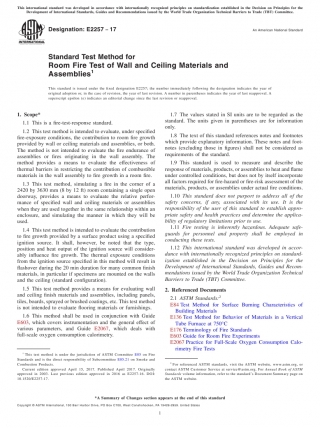 This international standard was developed in accordance with internationally recognized principles on standardization established in the Decision on Principles for the
Development of International Standards, Guides and Recommendations issued by the World Trade Organization Technical Barriers to Trade (TBT) Committee.
Designation: E2257 − 17
An American National Standard
Standard Test Method for
Room Fire Test of Wall and Ceiling Materials and
Assemblies1
This standard is issued under the fixed designation E2257; the number immediately following the designation indicates the year of
original adoption or, in the case of revision, the year of last revision. A number in parentheses indicates the year of last reapproval. A
superscript epsilon (ε) indicates an editorial change since the last revision or reapproval.
1. Scope*
1.1 This is a fire-test-response standard.
1.2 This test method is intended to evaluate, under specified
fire-exposure conditions, the contribution to room fire growth
provided by wall or ceiling materials and assemblies, or both.
The method is not intended to evaluate the fire endurance of
assemblies or fires originating in the wall assembly. The
method provides a means to evaluate the effectiveness of
thermal barriers in restricting the contribution of combustible
materials in the wall assembly to fire growth in a room fire.
1.3 This test method, simulating a fire in the corner of a
2420 by 3630 mm (8 by 12 ft) room containing a single open
doorway, provides a means to evaluate the relative perfor-
mance of specified wall and ceiling materials or assemblies
when they are used together in the same relationship within an
enclosure, and simulating the manner in which they will be
used.
1.4 This test method is intended to evaluate the contribution
to fire growth provided by a surface product using a specified
ignition source. It shall, however, be noted that the type,
position and heat output of the ignition source will consider-
ably influence fire growth. The thermal exposure conditions
from the ignition source specified in this method will result in
flashover during the 20 min duration for many common finish
materials, in particular if specimens are mounted on the walls
and the ceiling (standard configuration).
1.5 This test method provides a means for evaluating wall
and ceiling finish materials and assemblies, including panels,
tiles, boards, sprayed or brushed coatings, etc. This test method
is not intended to evaluate flooring materials or furnishings.
1.6 This method shall be used in conjunction with Guide
E603, which covers instrumentation and the general effect of
various parameters, and Guide E2067, which deals with
full-scale oxygen calorimetry.
1 This test method is under the jurisdiction of ASTM Committee E05 on Fire
Standards and is the direct responsibility of Subcommittee E05.21 on Smoke and
Combustion Products.
Current edition approved April 15, 2017. Published April 2017. Originally
approved in 2003. Last previous edition approved in 2016 as E2257–16. DOI:
10.1520/E2257-17.
1.7 The values stated in SI units are to be regarded as the
standard. The units given in parentheses are for information
only.
1.8 The text of this standard references notes and footnotes
which provide explanatory information. These notes and foot-
notes (excluding those in figures) shall not be considered as
requirements of the standard.
1.9 This standard is used to measure and describe the
response of materials, products, or assemblies to heat and flame
under controlled conditions, but does not by itself incorporate
all factors required for fire-hazard or fire-risk assessment of the
materials, products, or assemblies under actual fire conditions.
1.10 This standard does not purport to address all of the
safety concerns, if any, associated with its use. It is the
responsibility of the user of this standard to establish appro-
priate safety and health practices and determine the applica-
bility of regulatory limitations prior to use.
1.11 Fire testing is inherently hazardous. Adequate safe-
guards for personnel and property shall be employed in
conducting these tests.
1.12 This international standard was developed in accor-
dance with internationally recognized principles on standard-
ization established in the Decision on Principles for the
Development of International Standards, Guides and Recom-
mendations issued by the World Trade Organization Technical
Barriers to Trade (TBT) Committee.
2. Referenced Documents
2.1 ASTM Standards:2
E84 Test Method for Surface Burning Characteristics of
Building Materials
E136 Test Method for Behavior of Materials in a Vertical
Tube Furnace at 750°C
E176 Terminology of Fire Standards
E603 Guide for Room Fire Experiments
E2067 Practice for Full-Scale Oxygen Consumption Calo-
rimetry Fire Tests
2 For referenced ASTM standards, visit the ASTM website, www.astm.org, or
contact ASTM Customer Service at service@astm.org. For Annual Book of ASTM
Standards volume information, refer to the standard's Document Summary page on
the ASTM website.
*A Summary of Changes section appears at the end of this standard
1